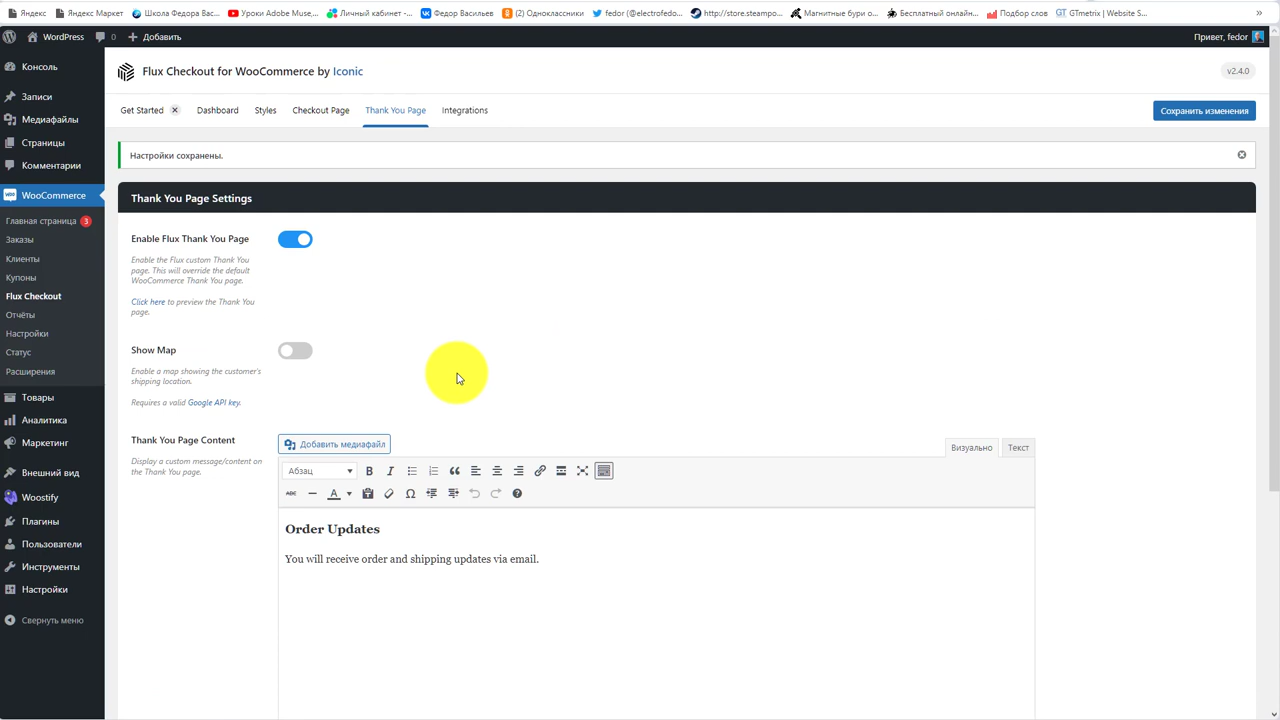 Яндекс
Яндекс Маркет
Школа Федора Вас...
Уроки Adobe Muse,...
Личный кабинет -...
Федор Васильев
(2) Одноклассники
fedor (@electrofedo...
http://store.steampo...
Магнитные бури о...
Бесплатный онлай...
Подбор слов
GTmetrix | Website S...
»
WordPress
0
Добавить
Привет, fedor
Консоль
Записи
Медиафайлы
Страницы
Комментарии
WooCommerce
Главная страница 3
Заказы
Клиенты
Купоны
Flux Checkout
Отчёты
Настройки
Статус
Расширения
Товары
Аналитика
Маркетинг
Внешний вид
Woostify
Плагины
Пользователи
Инструменты
Настройки
Свернуть меню
Flux Checkout for WooCommerce by Iconic
v2.4.0
Get Started
Dashboard
Styles
Checkout Page
Thank You Page
Integrations
Сохранить изменения
Настройки сохранены.
Thank You Page Settings
Enable Flux Thank You Page
Enable the Flux custom Thank You
page. This will override the default
WooCommerce Thank You page.
Click here to preview the Thank You
page.
Show Map
Enable a map showing the customer's
shipping location.
Requires a valid Google API key.
Thank You Page Content
Display a custom message/content on
the Thank You page.
Добавить медиафайл
Визуально
Текст
Абзац
B
I
ABC
A
Ω
Order Updates
You will receive order and shipping updates via email.